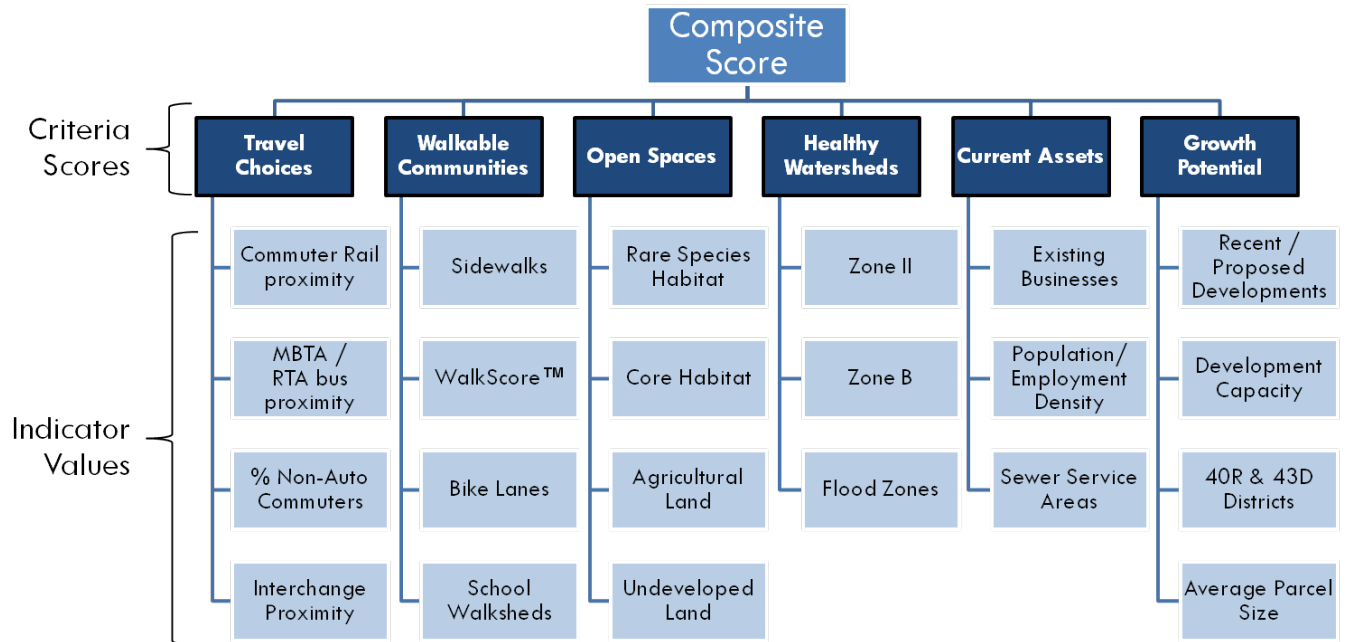 Composite
Score
Criteria
Scores
Travel
Choices
Walkable
Communities
Open Spaces
Healthy
Watersheds
Current Assets
Growth
Potential
Indicator
Values
Commuter Rail
proximity
MBTA /
RTA bus
proximity
% Non-Auto
Commuters
Interchange
Proximity
Sidewalks
WalkScore™
Bike Lanes
School
Walksheds
Rare Species
Habitat
Core Habitat
Agricultural
Land
Undeveloped
Land
Zone II
Zone B
Flood Zones
Existing
Businesses
Population/
Employment
Density
Sewer Service
Areas
Recent /
Proposed
Developments
Development
Capacity
40R & 43D
Districts
Average Parcel
Size